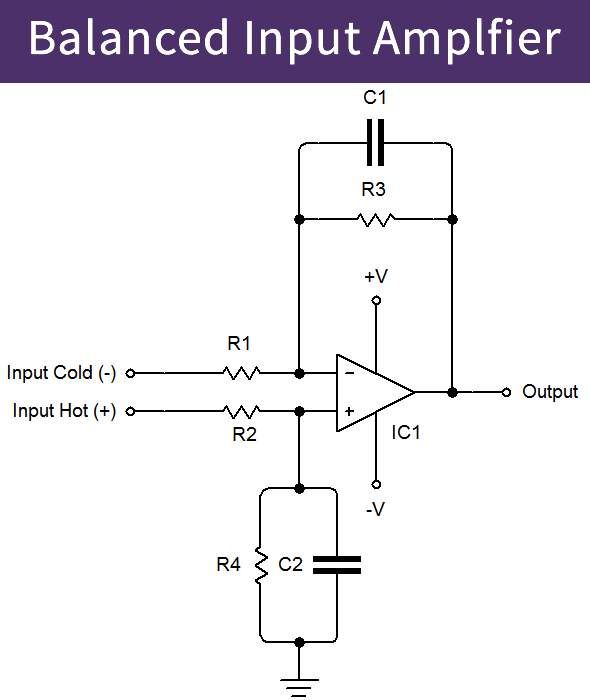 Balanced Input Amplfier
C1
R3
+V
R1
Input Cold (-)
-
Input Hot (+)
+
Output
R2
IC1
-V
R4
C2